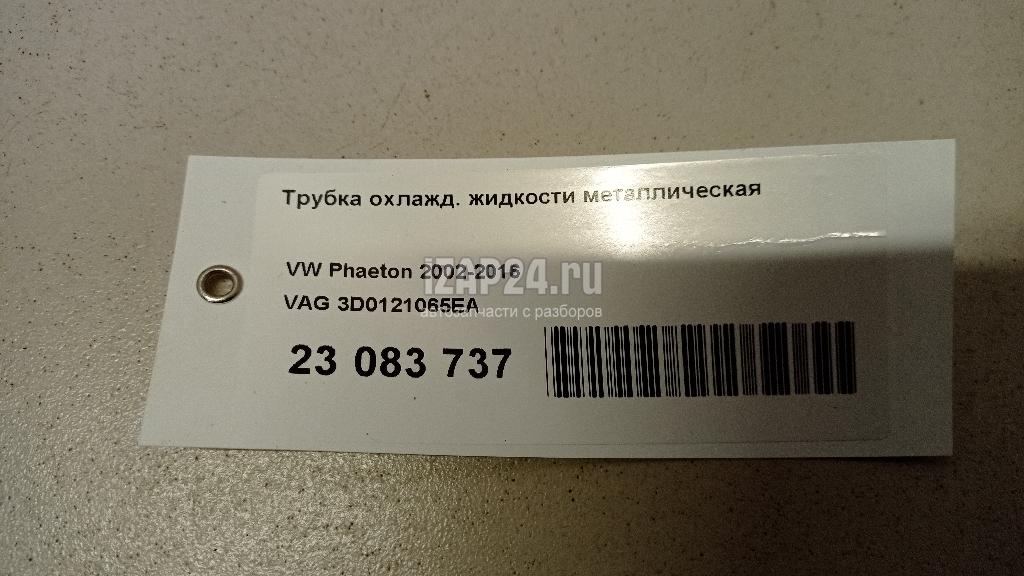 Трубка охлажд. жидкости металлическая
VW Phaeton 2002-2016
iZAP24.ru
VAG 3D0121065EA
автозапчасти с разборов
23 083 737